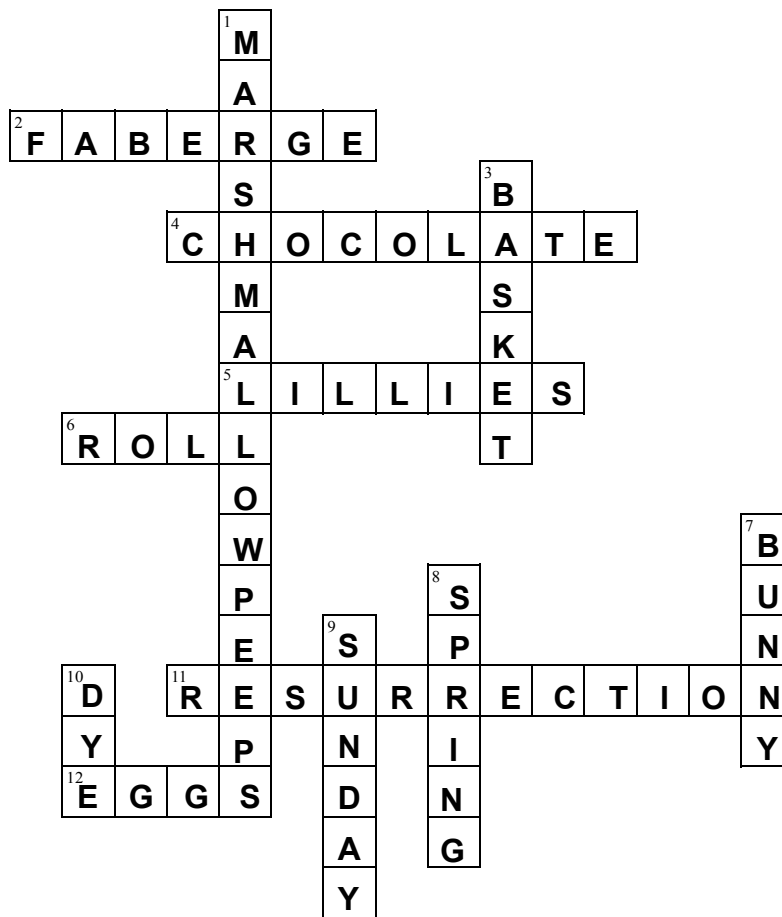 1 M
A
2 F A B E R G E
S 3 B
4 C H O C O L A T E
M S
A K
5 L I L L I E S
6 R O L L T
O
W 7 B
P 8 S U
E 9 S P N
10 D 11 R E S U R R E C T I O N
Y P N I Y
12 E G G S D N
A G
Y